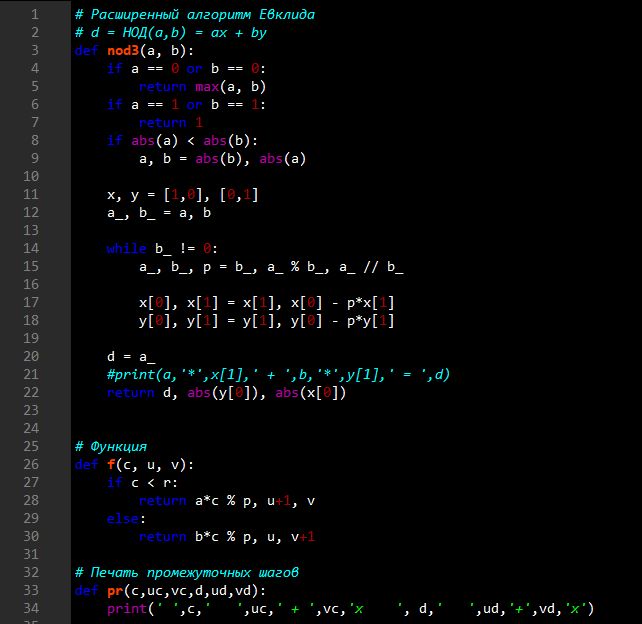 1 # Расширенный алгоритм Евклида
2 # d = НОД(a,b) = ax + by
3 def nod3(a, b):
4     if a == 0 or b == 0:
5         return max(a, b)
6     if a == 1 or b == 1:
7         return 1
8     if abs(a) < abs(b):
9         a, b = abs(b), abs(a)
10
11     x, y = [1,0], [0,1]
12     a_, b_ = a, b
13
14     while b_ != 0:
15         a_, b_, p = b_, a_ % b_, a_ // b_
16
17         x[0], x[1] = x[1], x[0] - p*x[1]
18         y[0], y[1] = y[1], y[0] - p*y[1]
19
20     d = a_
21     #print(a,'*',x[1],' + ',b,'*',y[1],' = ',d)
22     return d, abs(y[0]), abs(x[0])
23
24
25 # Функция
26 def f(c, u, v):
27     if c < r:
28         return a*c % p, u+1, v
29     else:
30         return b*c % p, u, v+1
31
32 # Печать промежуточных шагов
33 def pr(c,uc,vc,d,ud,vd):
34     print(' ',c,'   ',uc,' + ',vc,'x    ', d,'   ',ud,'+',vd,'x')